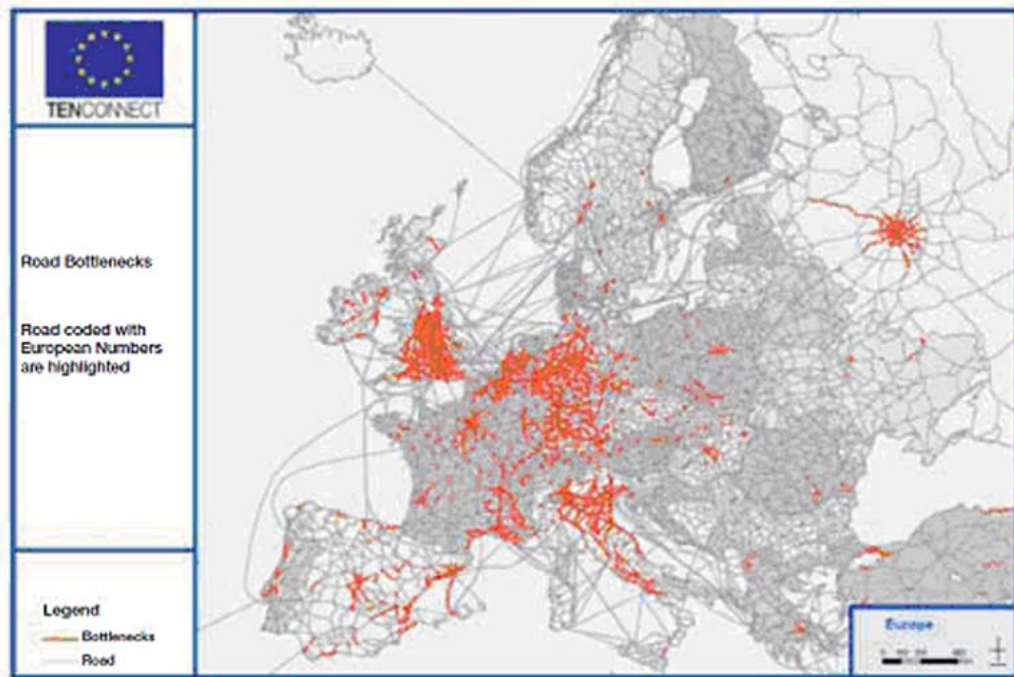 TENCONNECT
Road Bottlenecks
Road coded with
European Numbers
are highlighted
Legend
Bottlenecks
Road
Europe